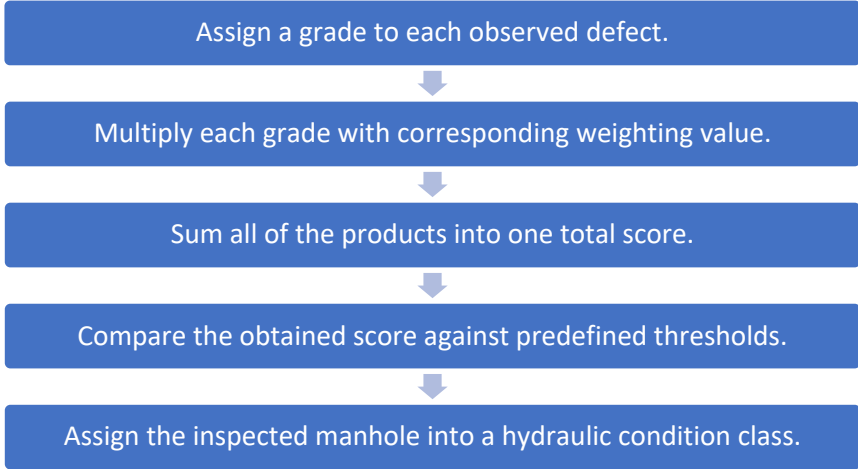 Assign a grade to each observed defect.
Multiply each grade with corresponding weighting value.
Sum all of the products into one total score.
Compare the obtained score against predefined thresholds.
Assign the inspected manhole into a hydraulic condition class.